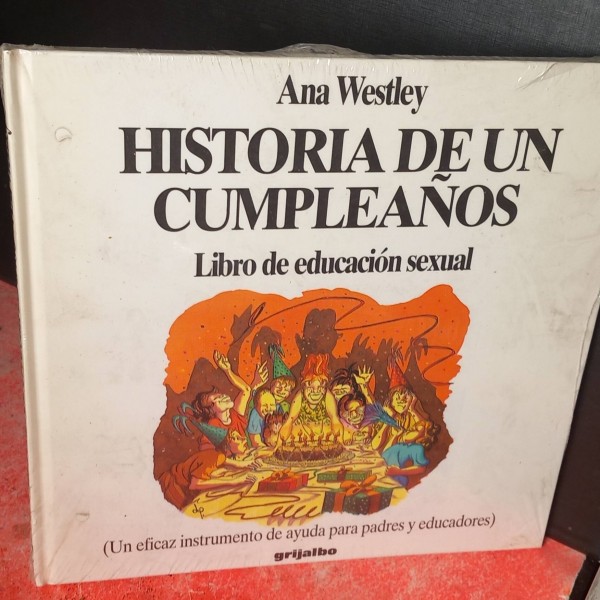 Ana Westley
HISTORIA DE UN
CUMPLEAÑOS
Libro de educación sexual
(Un eficaz instrumento de ayuda para padres y educadores)
grijalbo